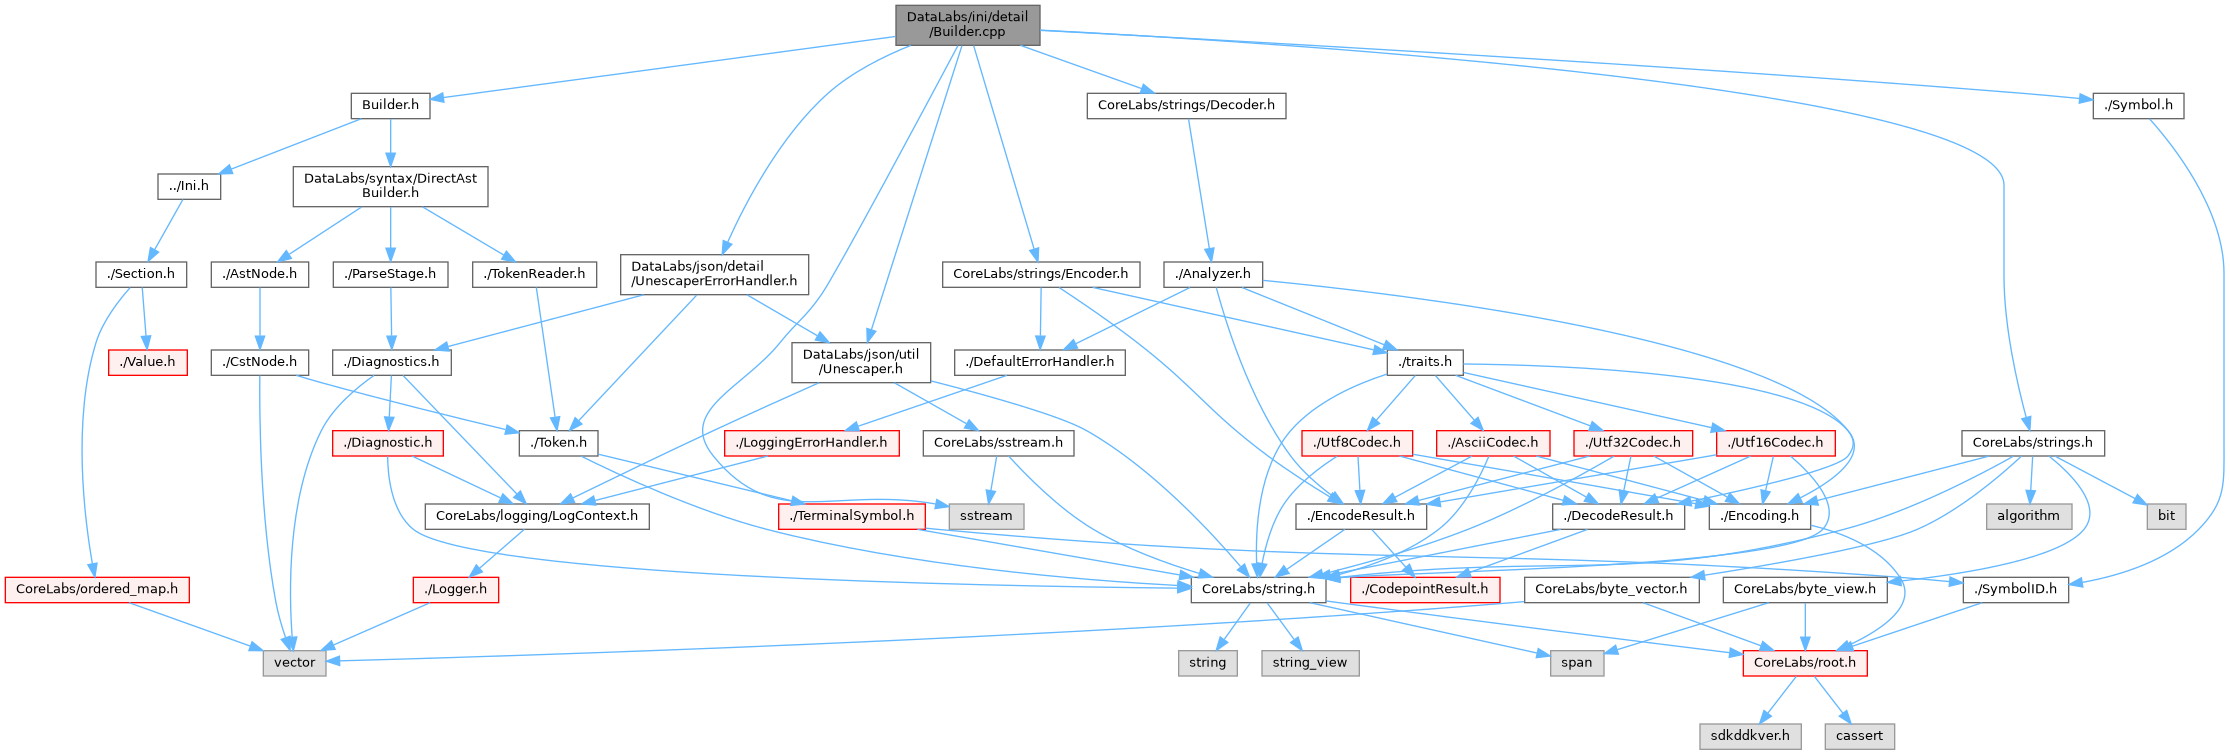 DataLabs/ini/detail
/Builder.cpp
Builder.h
CoreLabs/strings/Decoder.h
./Symbol.h
../Ini.h
DataLabs/syntax/DirectAst
Builder.h
./Section.h
./AstNode.h
./ParseStage.h
./TokenReader.h
DataLabs/json/detail
/UnescaperErrorHandler.h
CoreLabs/strings/Encoder.h
./Analyzer.h
./Value.h
./CstNode.h
./Diagnostics.h
DataLabs/json/util
/Unescaper.h
./DefaultErrorHandler.h
./traits.h
./Diagnostic.h
./Token.h
./LoggingErrorHandler.h
CoreLabs/sstream.h
./Utf8Codec.h
./AsciiCodec.h
./Utf32Codec.h
./Utf16Codec.h
CoreLabs/strings.h
CoreLabs/logging/LogContext.h
./TerminalSymbol.h
sstream
./EncodeResult.h
./DecodeResult.h
./Encoding.h
algorithm
bit
CoreLabs/ordered_map.h
./Logger.h
CoreLabs/string.h
./CodepointResult.h
CoreLabs/byte_vector.h
CoreLabs/byte_view.h
./SymbolID.h
vector
string
string_view
span
CoreLabs/root.h
sdkddkver.h
cassert